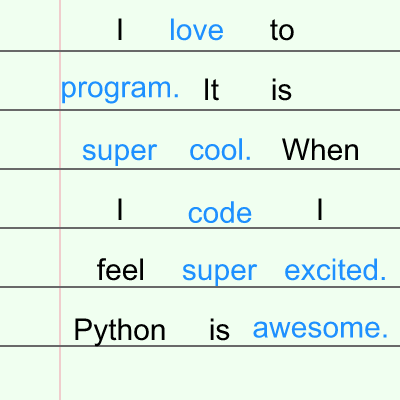 I love to
program. It is
super cool. When
I code I
feel super excited.
Python is awesome.